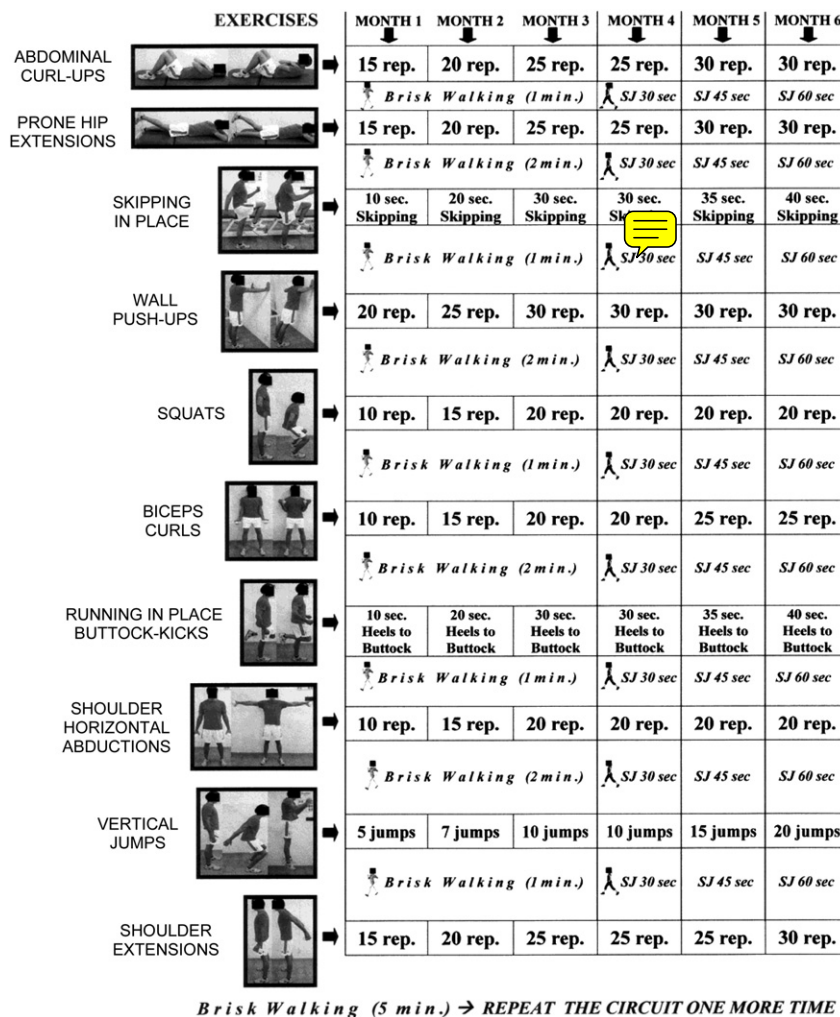 EXERCISES MONTH 1 MONTH 2 MONTH 3 MONTH 4 MONTH 5 MONTH 6
ABDOMINAL
CURL-UPS
15 rep. 20 rep. 25 rep. 25 rep. 30 rep. 30 rep.
Brisk Walking (1 min.) SJ 30 sec SJ 45 sec SJ 60 sec
PRONE HIP
EXTENSIONS
15 rep. 20 rep. 25 rep. 25 rep. 30 rep. 30 rep.
Brisk Walking (2 min.) SJ 30 sec SJ 45 sec SJ 60 sec
SKIPPING
IN PLACE
10 sec. 20 sec. 30 sec. 30 sec. 35 sec. 40 sec.
Skipping Skipping Skipping Skipping Skipping
Brisk Walking (1 min.) SJ 30 sec SJ 45 sec SJ 60 sec
WALL
PUSH-UPS
20 rep. 25 rep. 30 rep. 30 rep. 30 rep. 30 rep.
Brisk Walking (2 min.) SJ 30 sec SJ 45 sec SJ 60 sec
SQUATS
10 rep. 15 rep. 20 rep. 20 rep. 20 rep. 20 rep.
Brisk Walking (1 min.) SJ 30 sec SJ 45 sec SJ 60 sec
BICEPS
CURLS
10 rep. 15 rep. 20 rep. 20 rep. 25 rep. 25 rep.
Brisk Walking (2 min.) SJ 30 sec SJ 45 sec SJ 60 sec
RUNNING IN PLACE
BUTTOCK-KICKS
10 sec. 20 sec. 30 sec. 30 sec. 35 sec. 40 sec.
Heels to Heels to Heels to Heels to Heels to Heels to
Buttock Buttock Buttock Buttock Buttock Buttock
Brisk Walking (1 min.) SJ 30 sec SJ 45 sec SJ 60 sec
SHOULDER
HORIZONTAL
ABDUCTIONS
10 rep. 15 rep. 20 rep. 20 rep. 20 rep. 20 rep.
Brisk Walking (2 min.) SJ 30 sec SJ 45 sec SJ 60 sec
VERTICAL
JUMPS
5 jumps 7 jumps 10 jumps 10 jumps 15 jumps 20 jumps
Brisk Walking (1 min.) SJ 30 sec SJ 45 sec SJ 60 sec
SHOULDER
EXTENSIONS
15 rep. 20 rep. 25 rep. 25 rep. 25 rep. 30 rep.
Brisk Walking (5 min.) → REPEAT THE CIRCUIT ONE MORE TIME